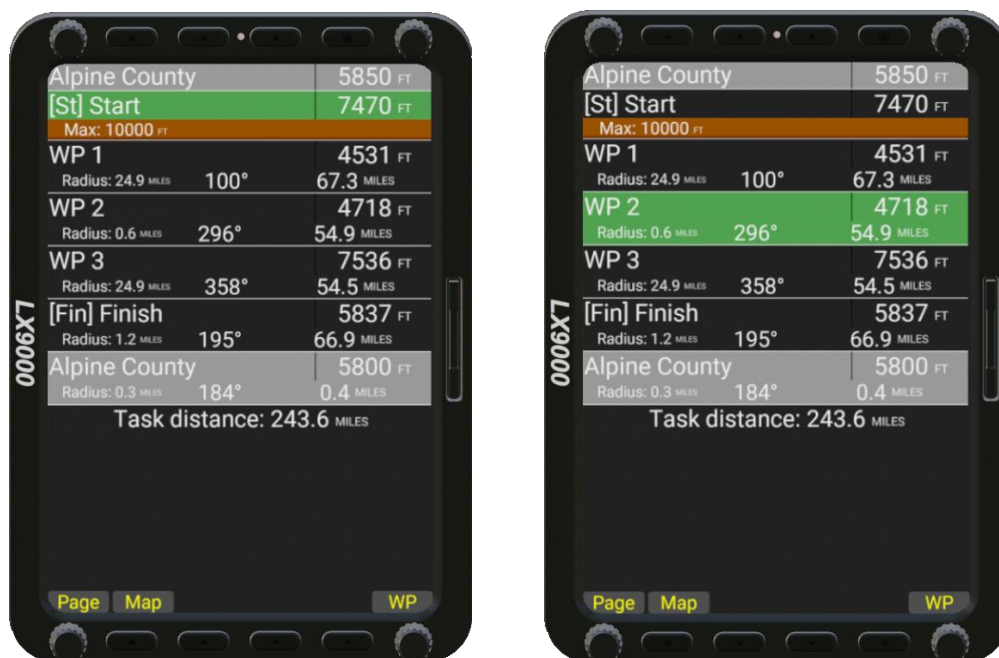 Alpine County 5850 FT
[St] Start 7470 FT
Max: 10000 FT
WP 1 4531 FT
Radius: 24.9 MILES 100° 67.3 MILES
WP 2 4718 FT
Radius: 0.6 MILES 296° 54.9 MILES
WP 3 7536 FT
Radius: 24.9 MILES 358° 54.5 MILES
[Fin] Finish 5837 FT
Radius: 1.2 MILES 195° 66.9 MILES
Alpine County 5800 FT
Radius: 0.3 MILES 184° 0.4 MILES
Task distance: 243.6 MILES
Page Map WP
LX9000
Alpine County 5850 FT
[St] Start 7470 FT
Max: 10000 FT
WP 1 4531 FT
Radius: 24.9 MILES 100° 67.3 MILES
WP 2 4718 FT
Radius: 0.6 MILES 296° 54.9 MILES
WP 3 7536 FT
Radius: 24.9 MILES 358° 54.5 MILES
[Fin] Finish 5837 FT
Radius: 1.2 MILES 195° 66.9 MILES
Alpine County 5800 FT
Radius: 0.3 MILES 184° 0.4 MILES
Task distance: 243.6 MILES
Page Map WP
LX9000